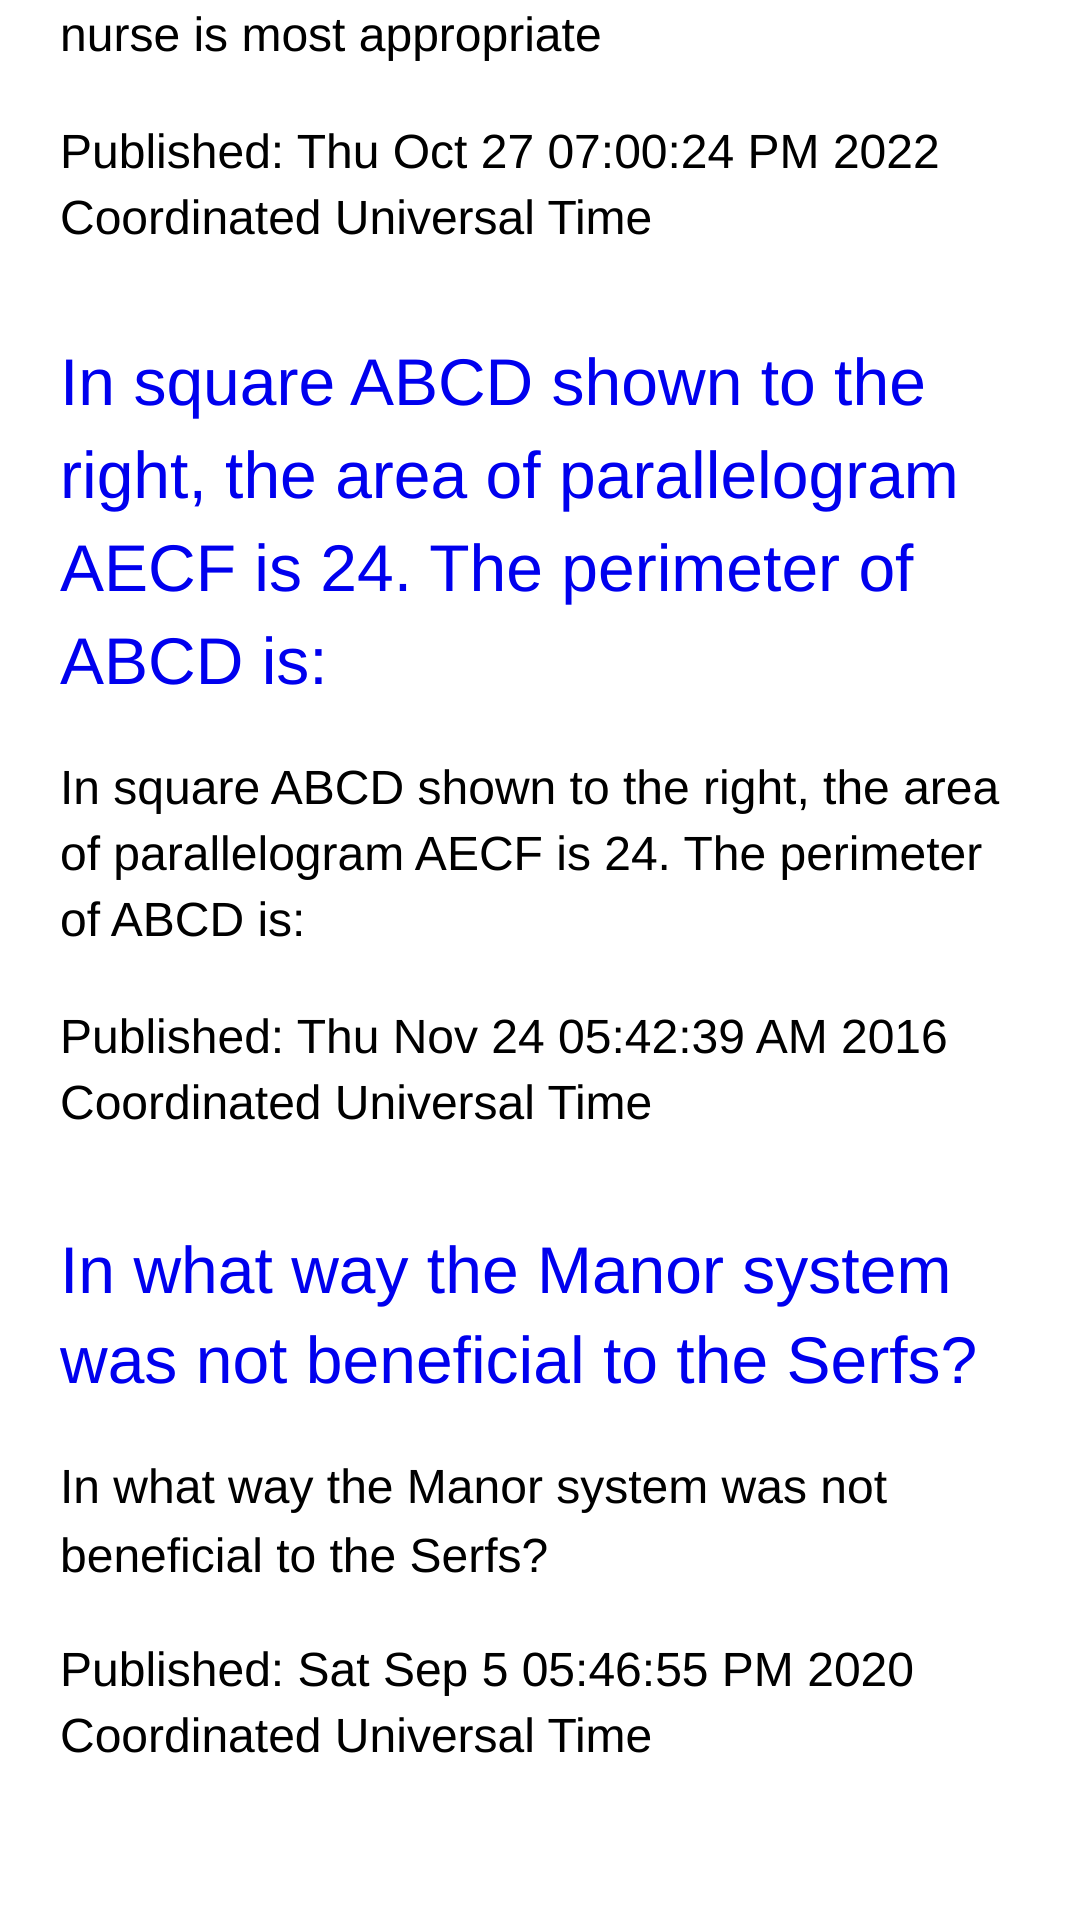 nurse is most appropriate
Published: Thu Oct 27 07:00:24 PM 2022
Coordinated Universal Time
In square ABCD shown to the
right, the area of parallelogram
AECF is 24. The perimeter of
ABCD is:
In square ABCD shown to the right, the area
of parallelogram AECF is 24. The perimeter
of ABCD is:
Published: Thu Nov 24 05:42:39 AM 2016
Coordinated Universal Time
In what way the Manor system
was not beneficial to the Serfs?
In what way the Manor system was not
beneficial to the Serfs?
Published: Sat Sep 5 05:46:55 PM 2020
Coordinated Universal Time